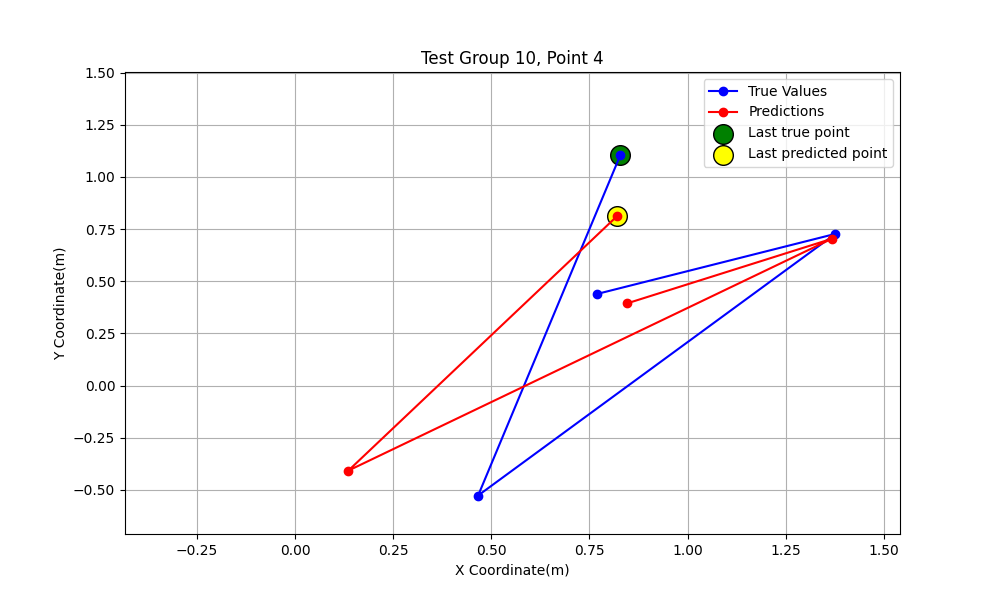 Test Group 10, Point 4
True Values
Predictions
Last true point
Last predicted point
Y Coordinate(m)
1.50
1.25
1.00
0.75
0.50
0.25
0.00
−0.25
−0.50
−0.25 0.00 0.25 0.50 0.75 1.00 1.25 1.50
X Coordinate(m)